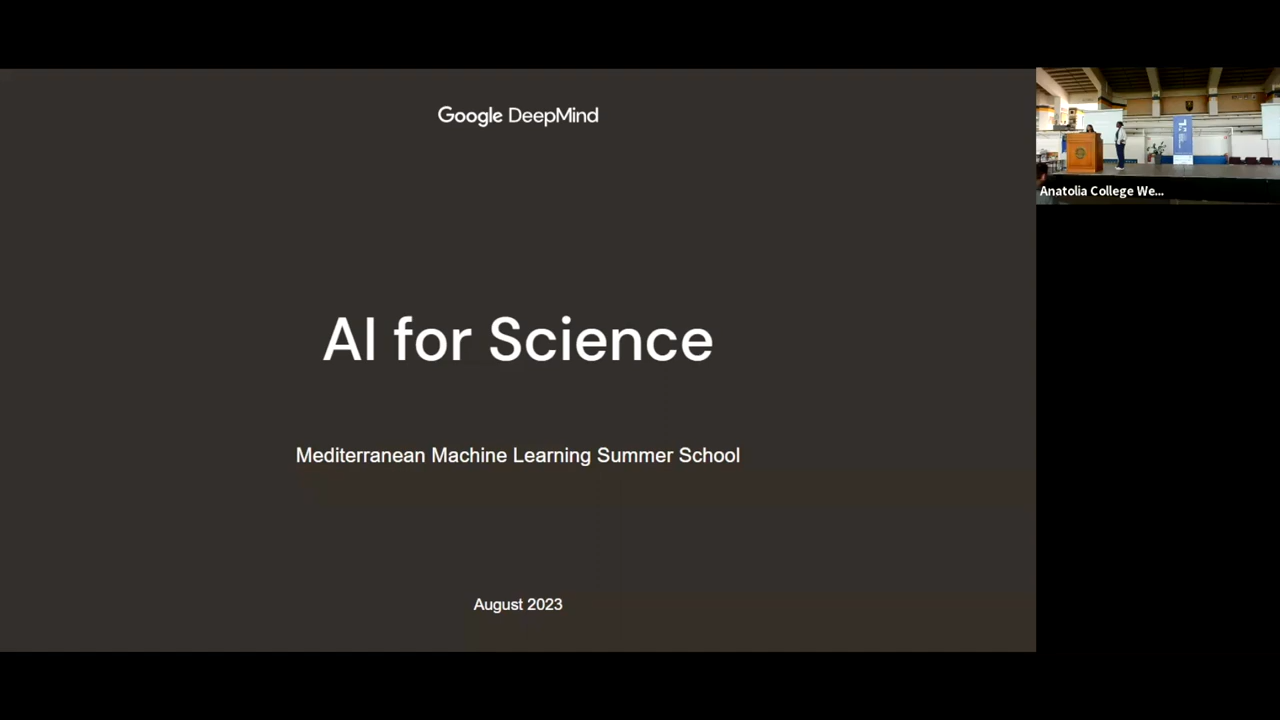 Google DeepMind
AI for Science
Mediterranean Machine Learning Summer School
August 2023
Anatolia College We...